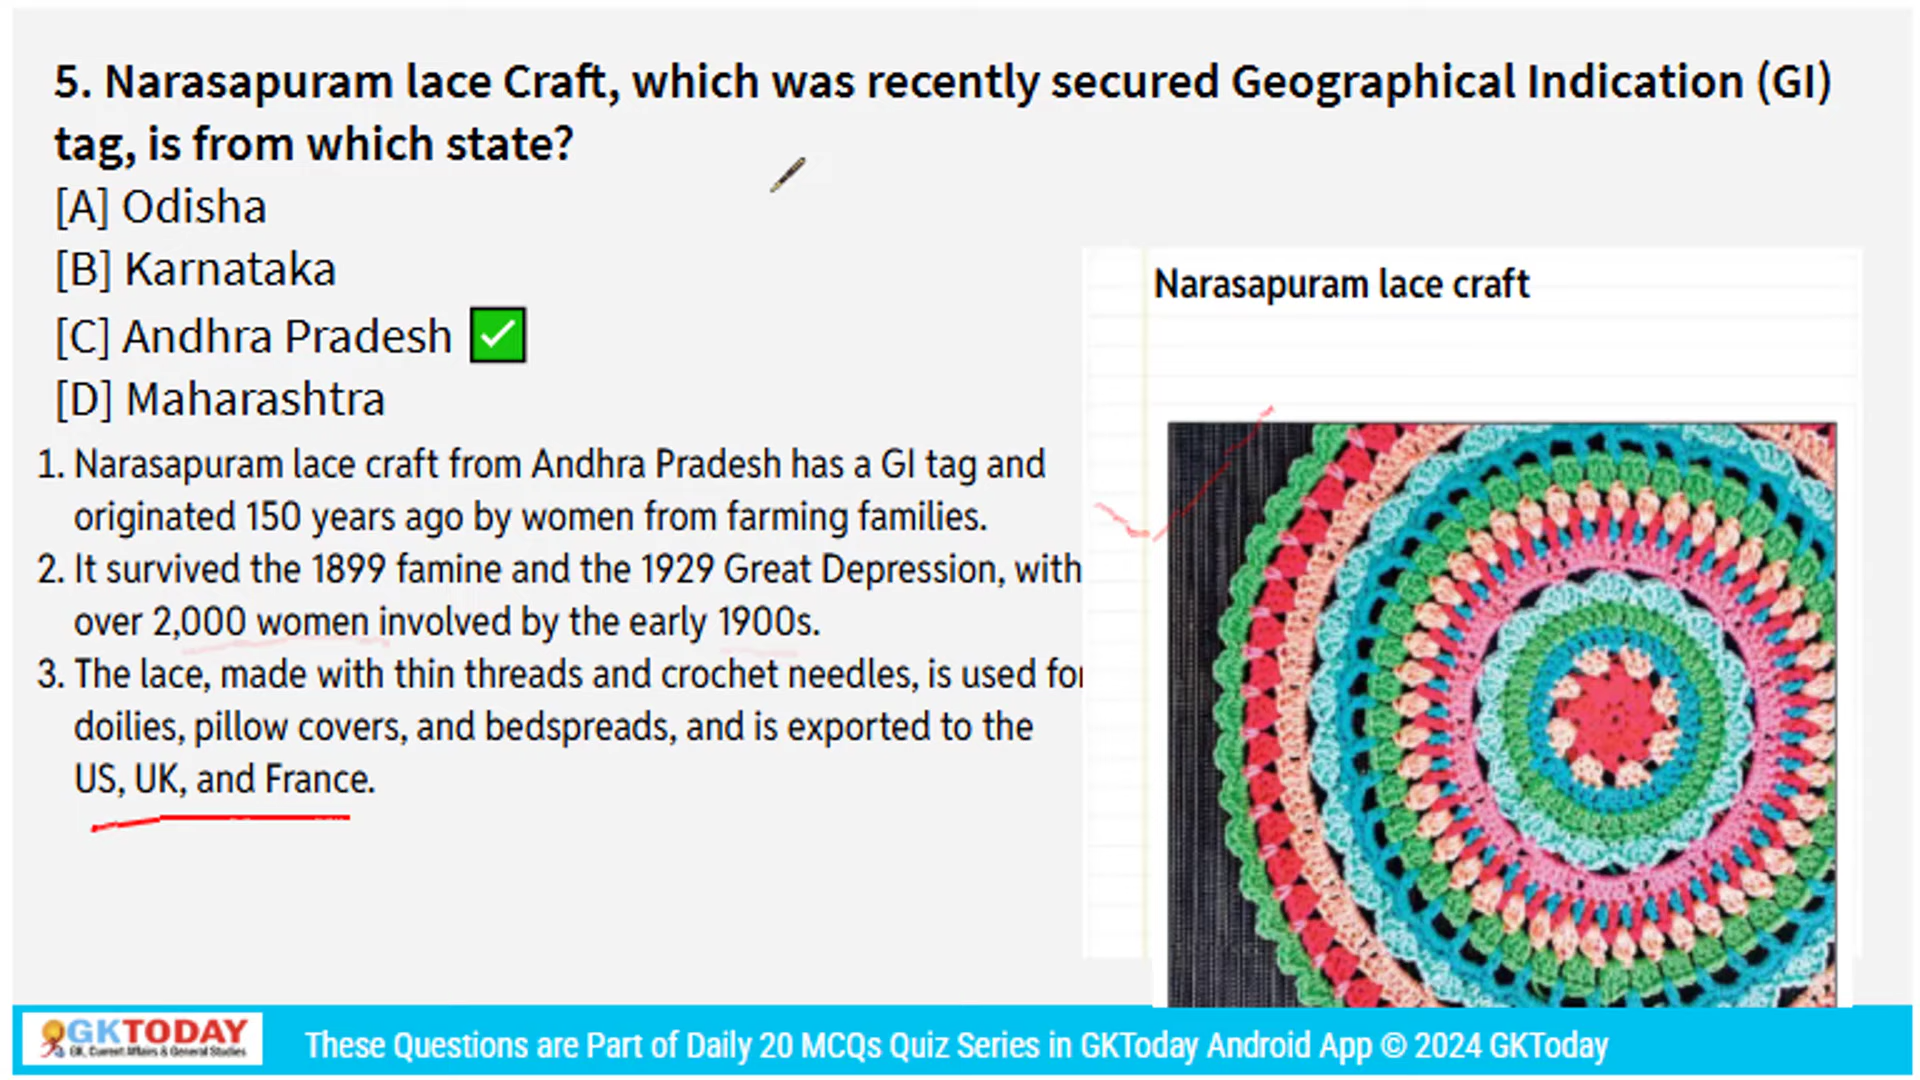 5. Narasapuram lace Craft, which was recently secured Geographical Indication (GI)
tag, is from which state?
[A] Odisha
[B] Karnataka
[C] Andhra Pradesh ✅
[D] Maharashtra
1. Narasapuram lace craft from Andhra Pradesh has a GI tag and
originated 150 years ago by women from farming families.
2. It survived the 1899 famine and the 1929 Great Depression, with
over 2,000 women involved by the early 1900s.
3. The lace, made with thin threads and crochet needles, is used for
doilies, pillow covers, and bedspreads, and is exported to the
US, UK, and France.
Narasapuram lace craft
GKTODAY
GK, Current Affairs & General Studies
These Questions are Part of Daily 20 MCQs Quiz Series in GKToday Android App © 2024 GKToday